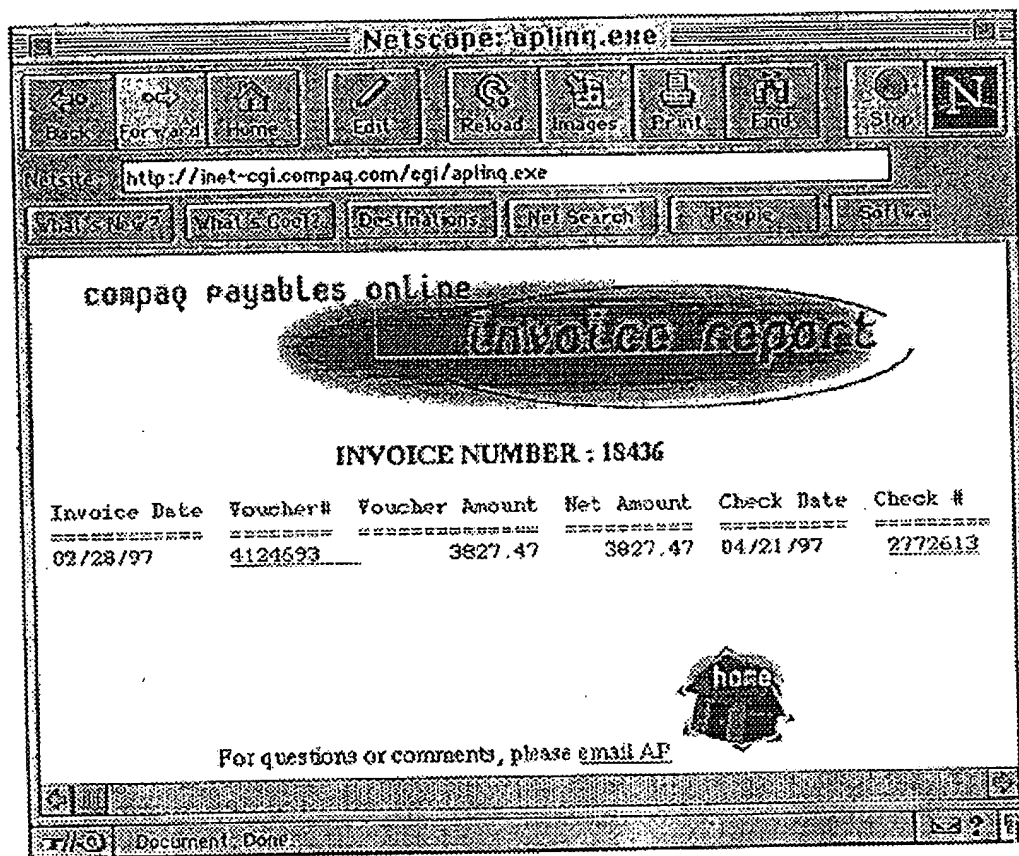 Netscape: aplinq.exe
Back Forward Home Edit Reload Images Print Find Stop N
Netsite: http://inet-cgi.compaq.com/cgi/aplinq.exe
What's New? What's Cool? Destinations Net Search People Softwa
compaq payables online
invoice report
INVOICE NUMBER : 18436
Invoice Date Voucher# Voucher Amount Net Amount Check Date Check #
============ ======== ============== ========== ========== =======
02/28/97 4124693 3827.47 3827.47 04/21/97 2772613
home
For questions or comments, please email AP
Document: Done.
?